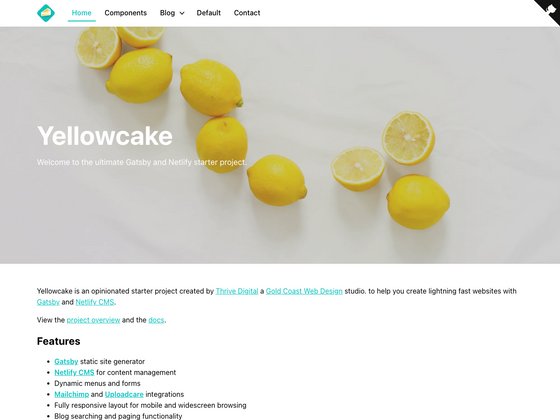 Home Components Blog Default Contact
Yellowcake
Welcome to the ultimate Gatsby and Netlify starter project.
Yellowcake is an opinionated starter project created by Thrive Digital a Gold Coast Web Design studio. to help you create lightning fast websites with
Gatsby and Netlify CMS.
View the project overview and the docs.
Features
Gatsby static site generator
Netlify CMS for content management
Dynamic menus and forms
Mailchimp and Uploadcare integrations
Fully responsive layout for mobile and widescreen browsing
Blog searching and paging functionality